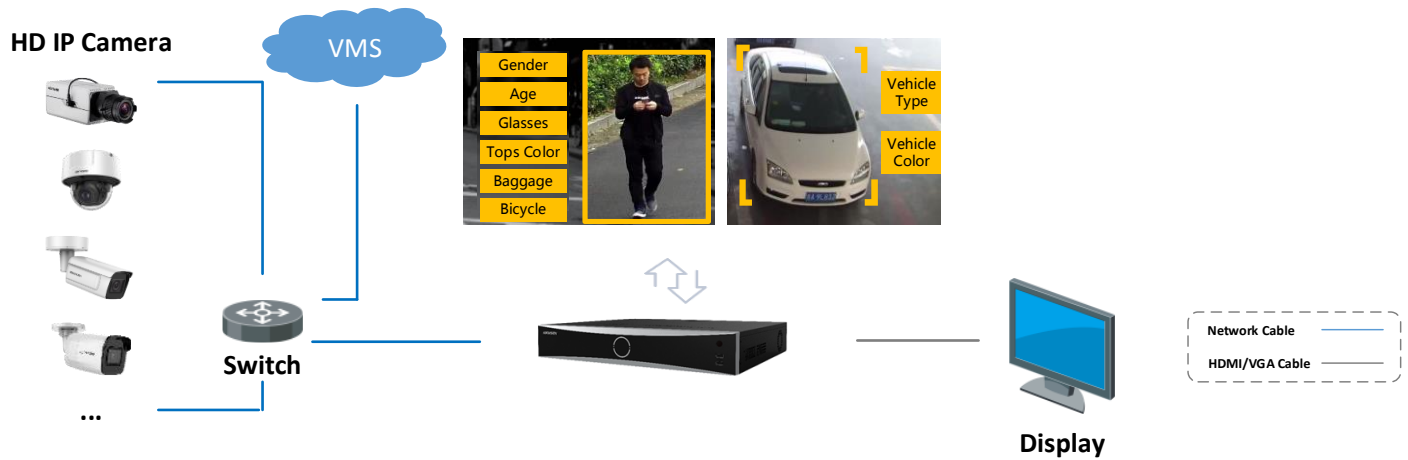 HD IP Camera
VMS
Gender
Age
Glasses
Tops Color
Baggage
Bicycle
Vehicle
Type
Vehicle
Color
Switch
...
Display
Network Cable
HDMI/VGA Cable